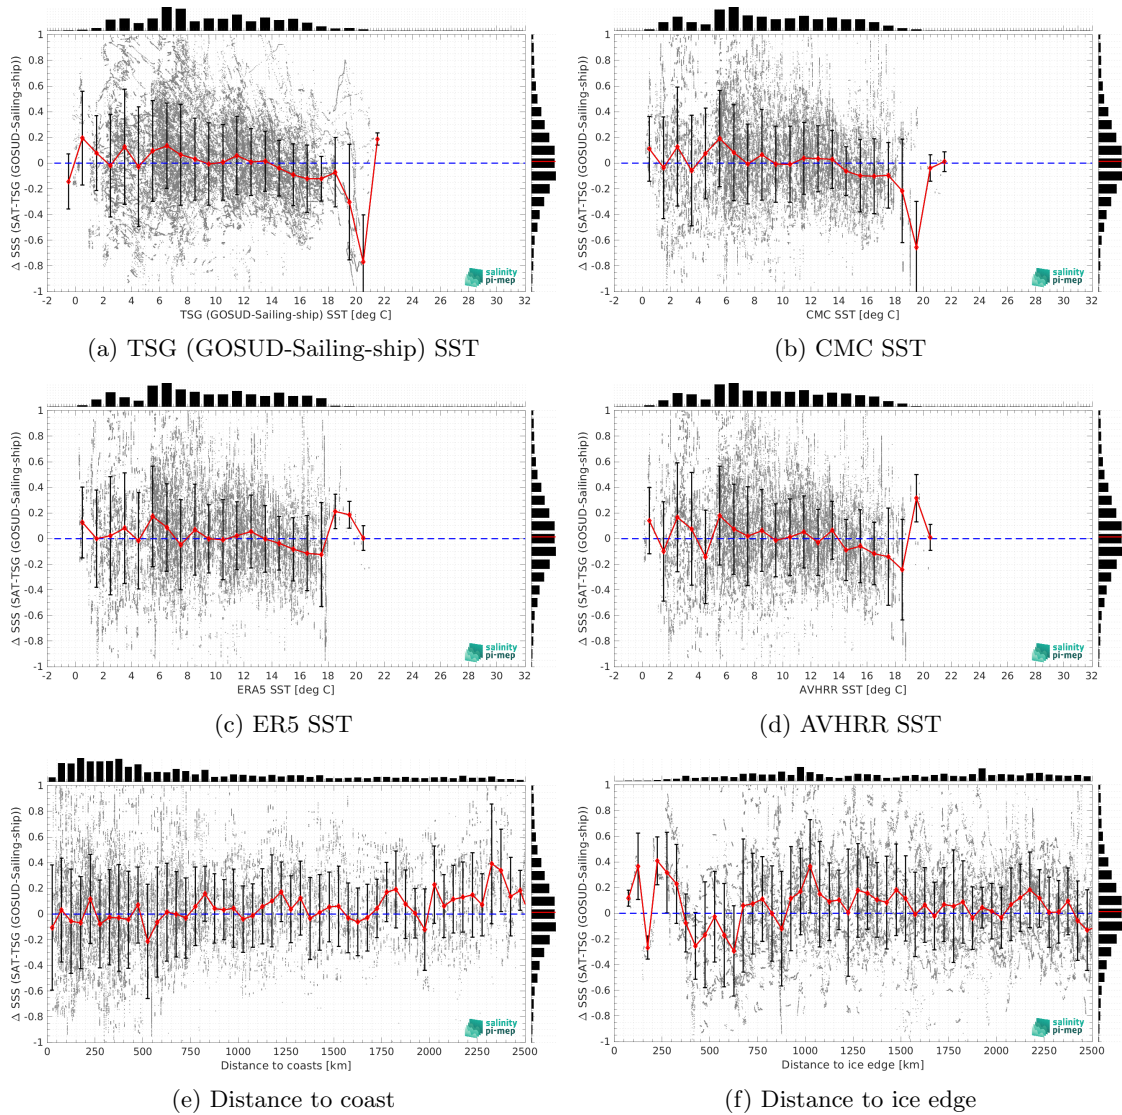 Δ SSS (SAT-TSG (GOSUD-Sailing-ship))
1
0.8
0.6
0.4
0.2
0
-0.2
-0.4
-0.6
-0.8
-1
salinity
pi-mep
-2 0 2 4 6 8 10 12 14 16 18 20 22 24 26 28 30 32
TSG (GOSUD-Sailing-ship) SST [deg C]
(a) TSG (GOSUD-Sailing-ship) SST
Δ SSS (SAT-TSG (GOSUD-Sailing-ship))
1
0.8
0.6
0.4
0.2
0
-0.2
-0.4
-0.6
-0.8
-1
salinity
pi-mep
-2 0 2 4 6 8 10 12 14 16 18 20 22 24 26 28 30 32
CMC SST [deg C]
(b) CMC SST
Δ SSS (SAT-TSG (GOSUD-Sailing-ship))
1
0.8
0.6
0.4
0.2
0
-0.2
-0.4
-0.6
-0.8
-1
salinity
pi-mep
-2 0 2 4 6 8 10 12 14 16 18 20 22 24 26 28 30 32
ERA5 SST [deg C]
(c) ER5 SST
Δ SSS (SAT-TSG (GOSUD-Sailing-ship))
1
0.8
0.6
0.4
0.2
0
-0.2
-0.4
-0.6
-0.8
-1
salinity
pi-mep
-2 0 2 4 6 8 10 12 14 16 18 20 22 24 26 28 30 32
AVHRR SST [deg C]
(d) AVHRR SST
Δ SSS (SAT-TSG (GOSUD-Sailing-ship))
1
0.8
0.6
0.4
0.2
0
-0.2
-0.4
-0.6
-0.8
-1
salinity
pi-mep
0 250 500 750 1000 1250 1500 1750 2000 2250 2500
Distance to coasts [km]
(e) Distance to coast
Δ SSS (SAT-TSG (GOSUD-Sailing-ship))
1
0.8
0.6
0.4
0.2
0
-0.2
-0.4
-0.6
-0.8
-1
salinity
pi-mep
0 250 500 750 1000 1250 1500 1750 2000 2250 2500
Distance to ice edge [km]
(f) Distance to ice edge